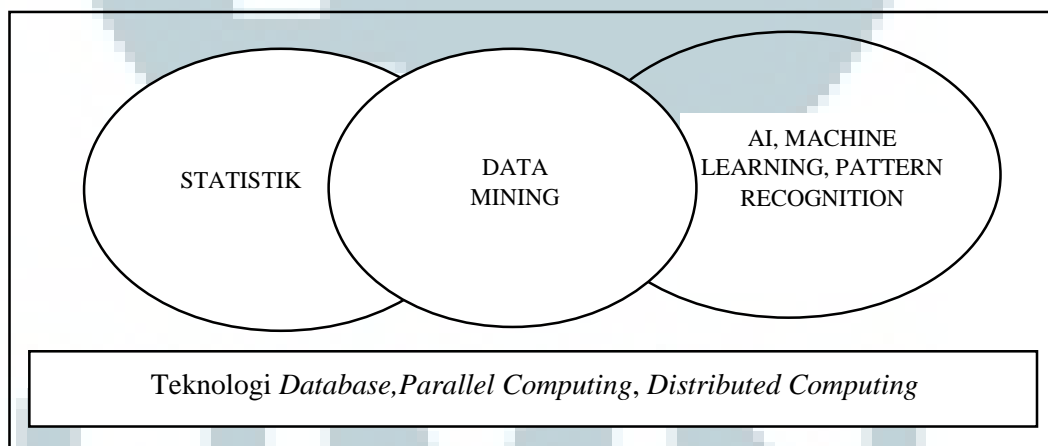 STATISTIK
DATA
MINING
AI, MACHINE
LEARNING, PATTERN
RECOGNITION
Teknologi Database,Parallel Computing, Distributed Computing